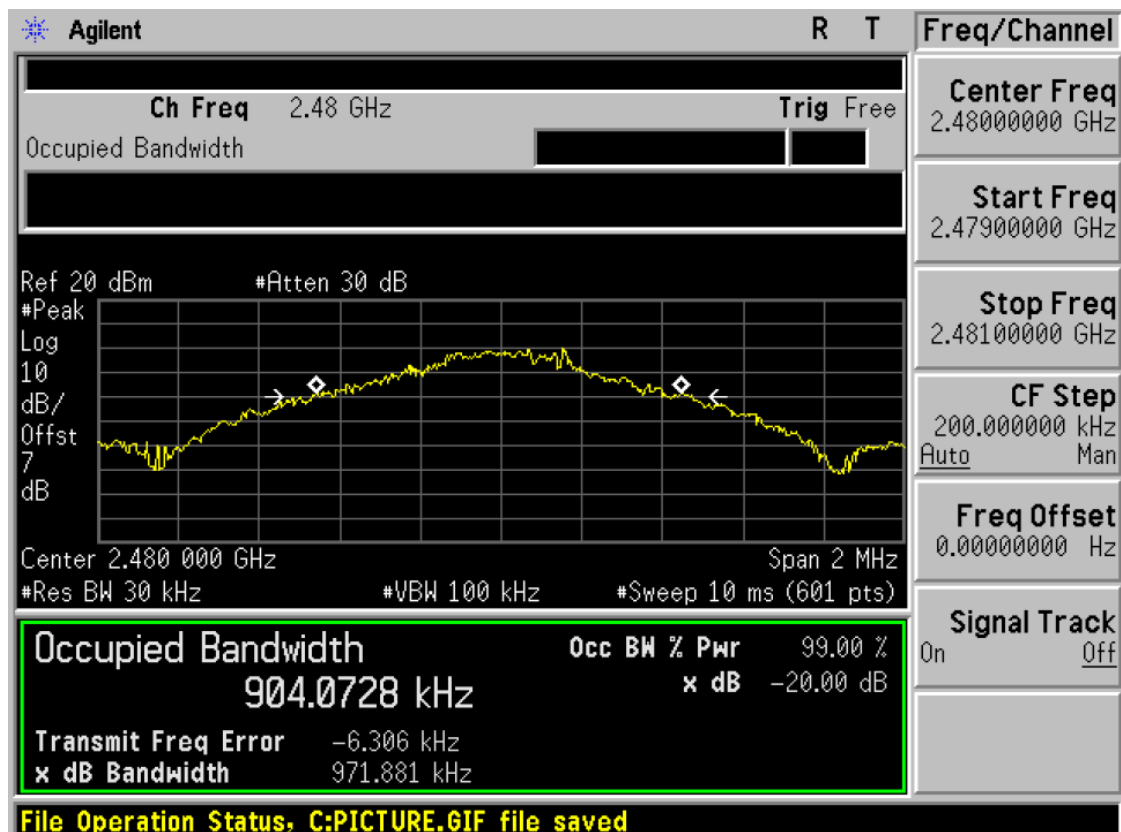 Agilent R T
Ch Freq 2.48 GHz Trig Free
Occupied Bandwidth
Ref 20 dBm #Atten 30 dB
#Peak
Log
10
dB/
Offst
7
dB
Center 2.480 000 GHz Span 2 MHz
#Res BW 30 kHz #VBW 100 kHz #Sweep 10 ms (601 pts)
Occupied Bandwidth
904.0728 kHz
Occ BW % Pwr 99.00 %
x dB -20.00 dB
Transmit Freq Error -6.306 kHz
x dB Bandwidth 971.881 kHz
File Operation Status, C:PICTURE.GIF file saved
Freq/Channel
Center Freq
2.48000000 GHz
Start Freq
2.47900000 GHz
Stop Freq
2.48100000 GHz
CF Step
200.000000 kHz
Auto Man
Freq Offset
0.00000000 Hz
Signal Track
On Off